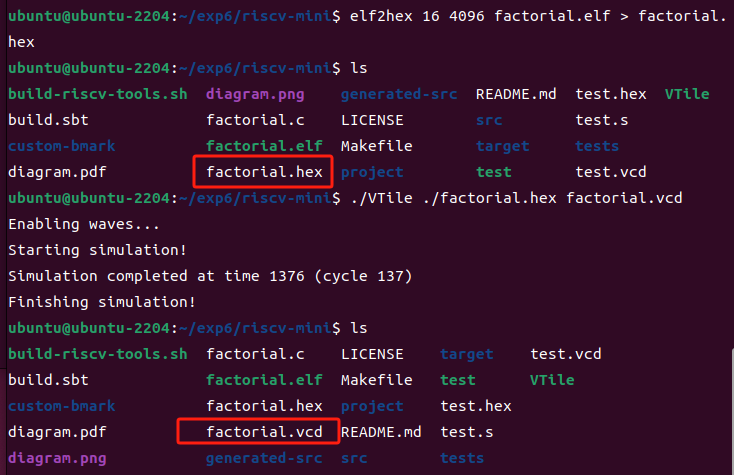 ubuntu@ubuntu-2204:~/exp6/riscv-mini$ elf2hex 16 4096 factorial.elf > factorial.
hex
ubuntu@ubuntu-2204:~/exp6/riscv-mini$ ls
build-riscv-tools.sh diagram.png generated-src README.md test.hex VTile
build.sbt factorial.c LICENSE src test.s
custom-bmark factorial.elf Makefile target tests
diagram.pdf factorial.hex project test test.vcd
ubuntu@ubuntu-2204:~/exp6/riscv-mini$ ./VTile ./factorial.hex factorial.vcd
Enabling waves...
Starting simulation!
Simulation completed at time 1376 (cycle 137)
Finishing simulation!
ubuntu@ubuntu-2204:~/exp6/riscv-mini$ ls
build-riscv-tools.sh factorial.c LICENSE target test.vcd
build.sbt factorial.elf Makefile test VTile
custom-bmark factorial.hex project test.hex
diagram.pdf factorial.vcd README.md test.s
diagram.png generated-src src tests